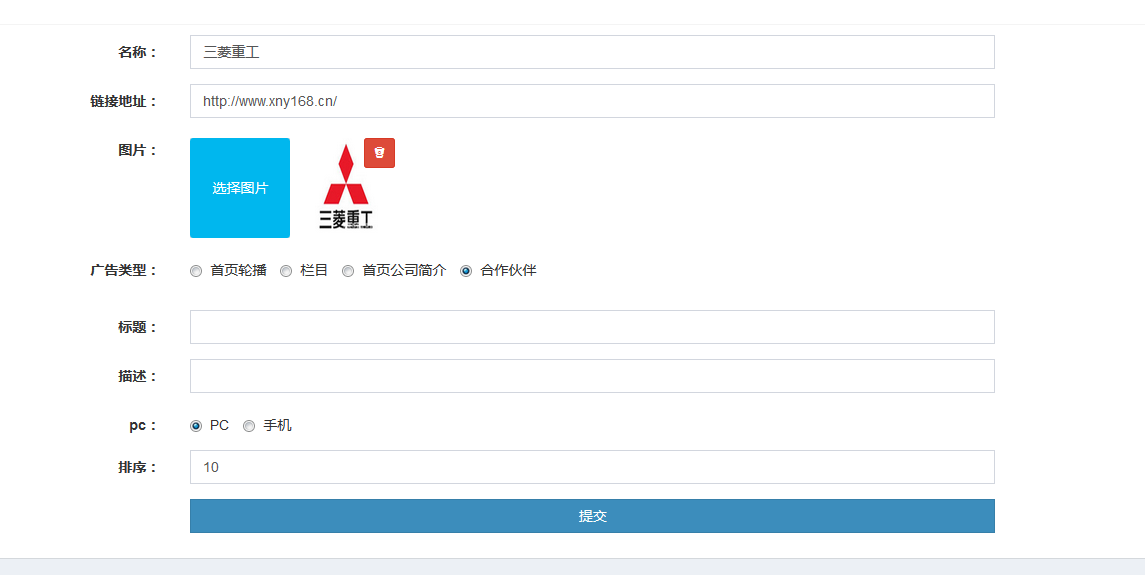 名称： 三菱重工
链接地址： http://www.xny168.cn/
图片： 选择图片
三菱重工
广告类型： 首页轮播 栏目 首页公司简介 合作伙伴
标题：
描述：
pc： PC 手机
排序： 10
提交